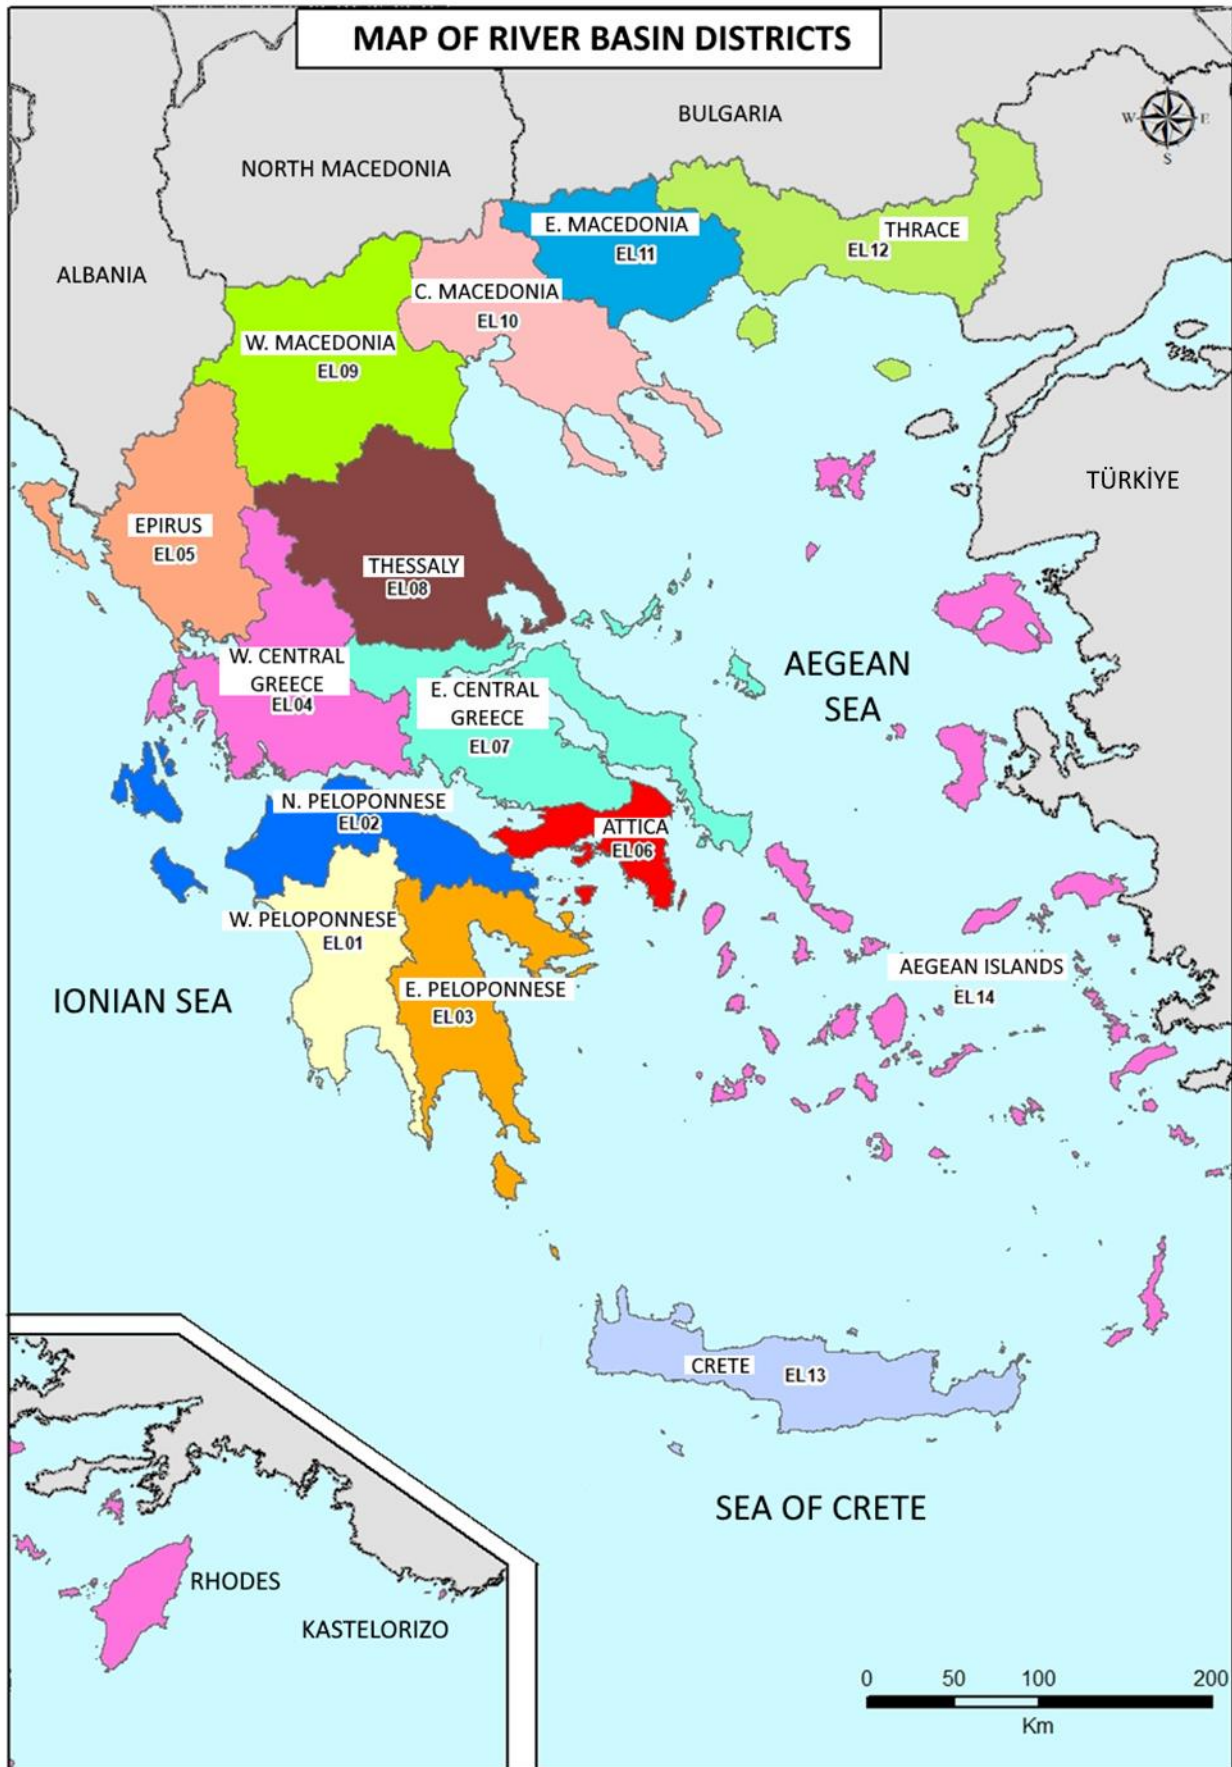 MAP OF RIVER BASIN DISTRICTS
BULGARIA
W
E
S
NORTH MACEDONIA
E. MACEDONIA
EL11
THRACE
EL12
ALBANIA
C. MACEDONIA
EL10
W. MACEDONIA
EL09
TÜRKİYE
EPIRUS
EL05
THESSALY
EL08
W. CENTRAL
GREECE
EL04
E. CENTRAL
GREECE
EL07
AEGEAN
SEA
N. PELOPONNESE
EL02
ATTICA
EL06
W. PELOPONNESE
EL01
AEGEAN ISLANDS
EL14
IONIAN SEA
E. PELOPONNESE
EL03
CRETE
EL13
SEA OF CRETE
RHODES
KASTELORIZO
0 50 100 200
Km